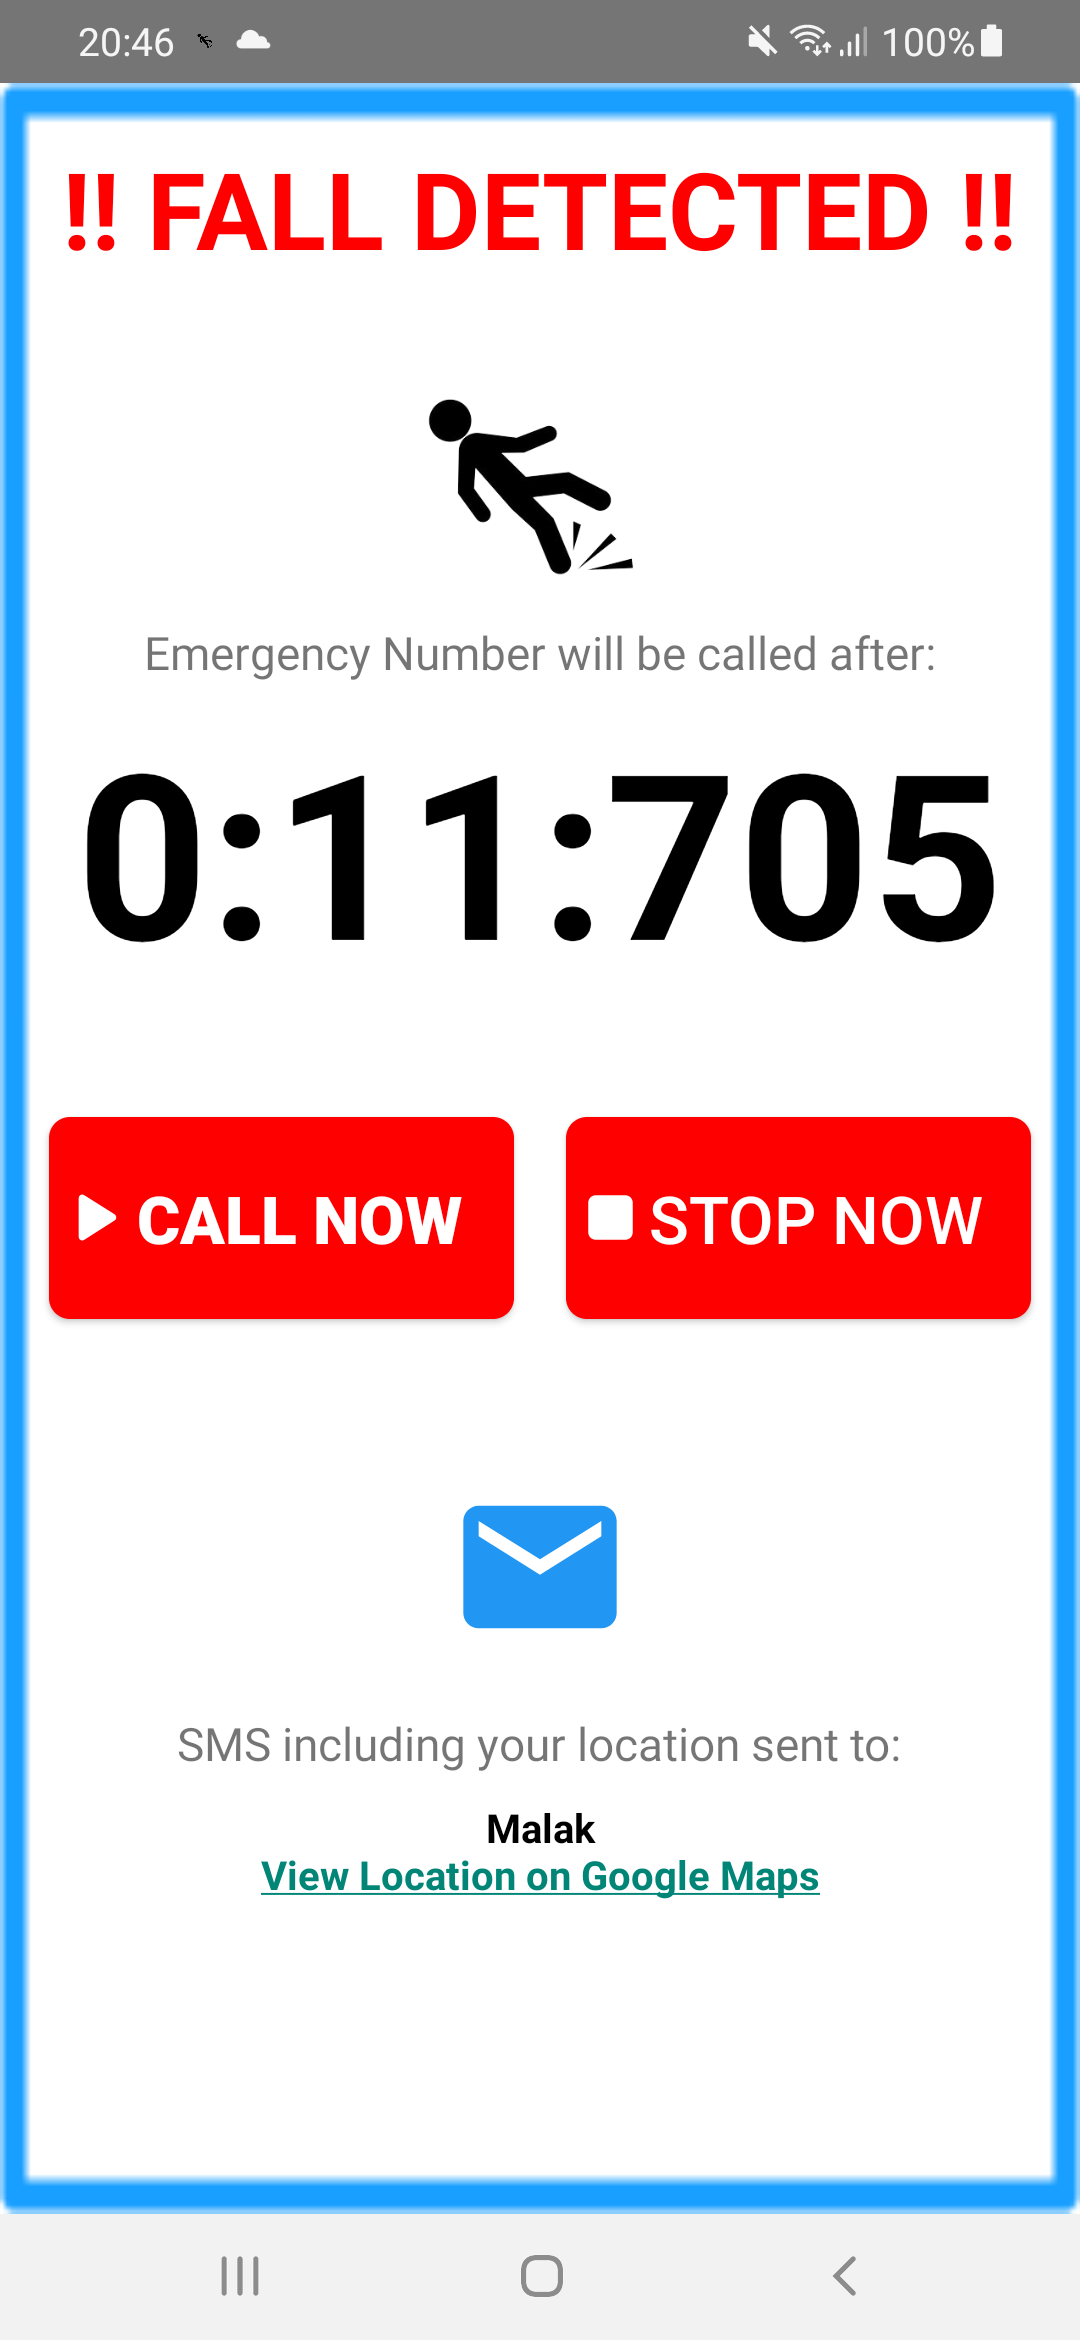 20:46 100%
!! FALL DETECTED !!
Emergency Number will be called after:
0:11:705
CALL NOW STOP NOW
SMS including your location sent to:
Malak
View Location on Google Maps